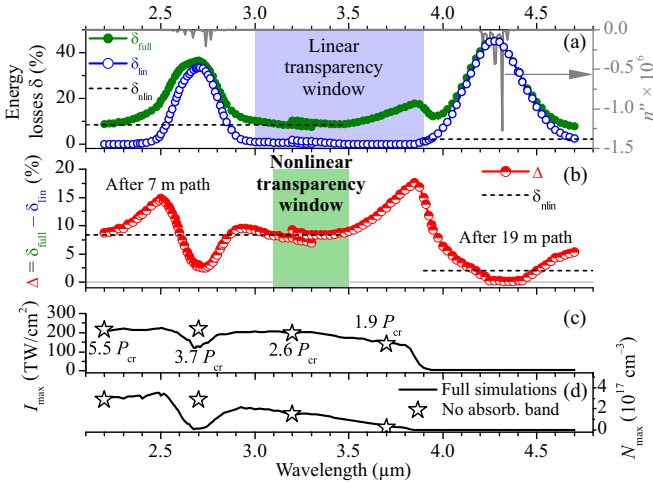 2.5 3.0 3.5 4.0 4.5
Energy
losses δ (%)
40
20
0
δfull
δlin
δnlin
Linear
transparency
window
(a)
0.0
-0.5
-1.0
-1.5
n'' × 10⁶
Δ = δfull − δlin (%)
20
15
10
5
0
After 7 m path
Nonlinear
transparency
window
(b)
Δ
δnlin
After 19 m path
Imax (TW/cm²)
300
200
100
0
5.5 Pcr
3.7 Pcr
2.6 Pcr
1.9 Pcr
(c)
(d)
Full simulations
No absorb. band
4
2
0
Nmax (10¹⁷ cm⁻³)
2.5 3.0 3.5 4.0 4.5
Wavelength (µm)